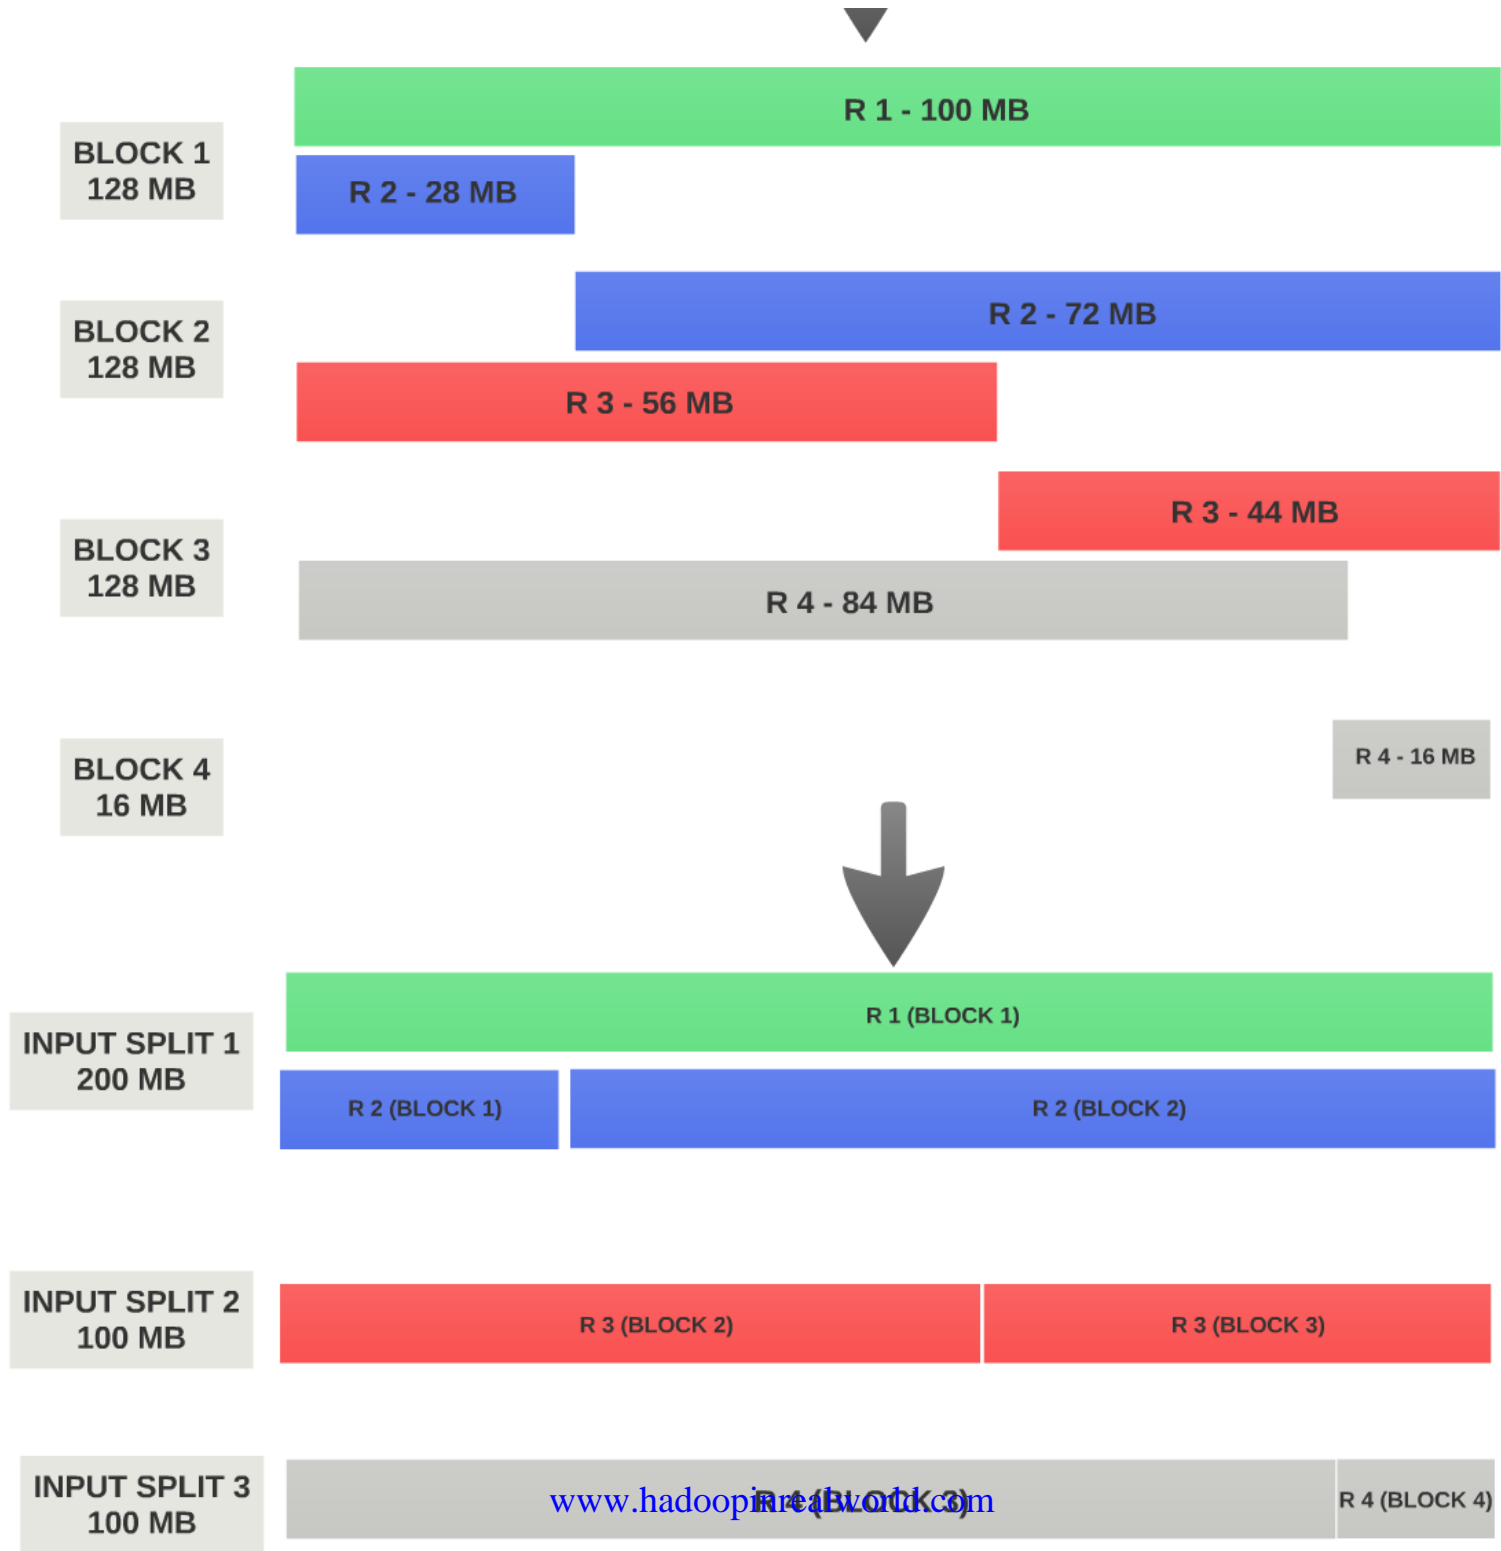 R 1 - 100 MB
BLOCK 1
128 MB
R 2 - 28 MB
BLOCK 2
128 MB
R 2 - 72 MB
R 3 - 56 MB
R 3 - 44 MB
BLOCK 3
128 MB
R 4 - 84 MB
BLOCK 4
16 MB
R 4 - 16 MB
R 1 (BLOCK 1)
INPUT SPLIT 1
200 MB
R 2 (BLOCK 1)
R 2 (BLOCK 2)
INPUT SPLIT 2
100 MB
R 3 (BLOCK 2)
R 3 (BLOCK 3)
INPUT SPLIT 3
100 MB
R 4 (BLOCK 3)
www.hadoopinrealworld.com
R 4 (BLOCK 4)